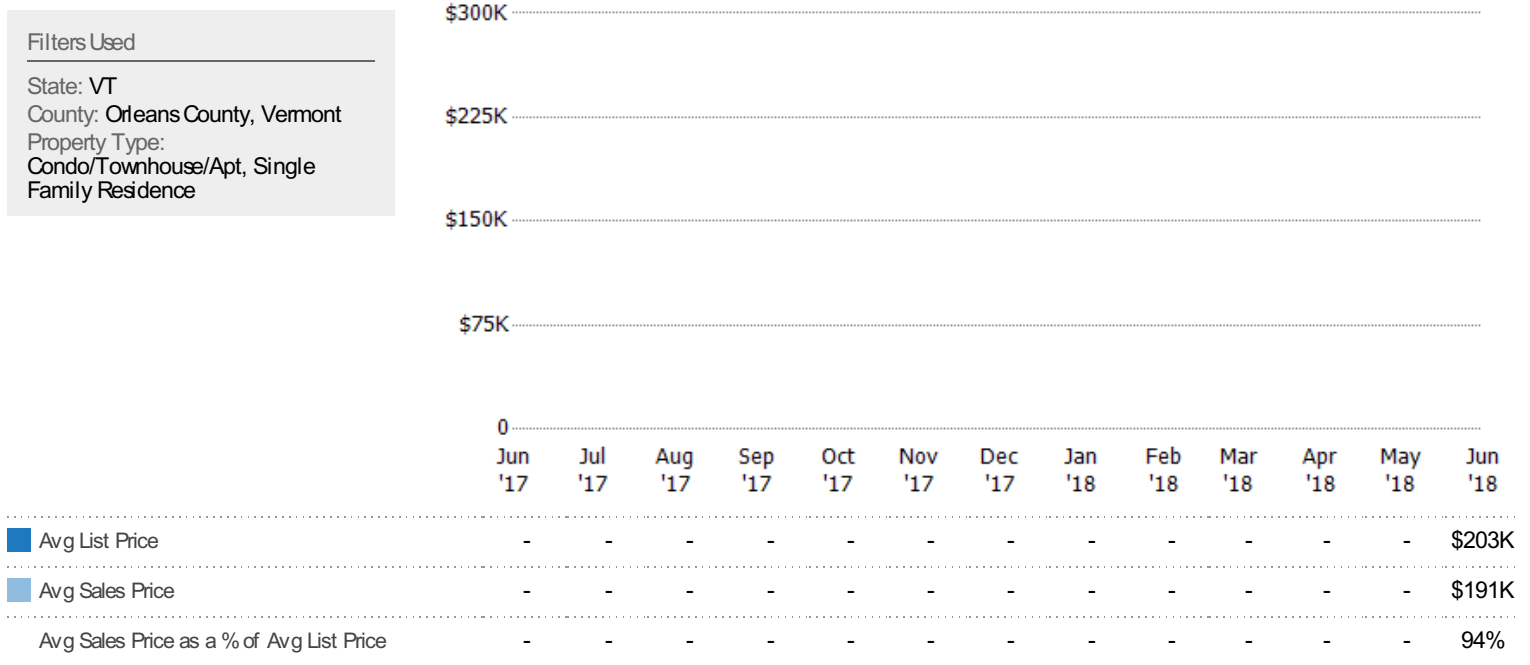 Filters Used
State: VT
County: Orleans County, Vermont
Property Type:
Condo/Townhouse/Apt, Single
Family Residence
$300K
$225K
$150K
$75K
0
Jun Jul Aug Sep Oct Nov Dec Jan Feb Mar Apr May Jun
'17 '17 '17 '17 '17 '17 '17 '18 '18 '18 '18 '18 '18
Avg List Price - - - - - - - - - - - - $203K
Avg Sales Price - - - - - - - - - - - - $191K
Avg Sales Price as a % of Avg List Price - - - - - - - - - - - - 94%